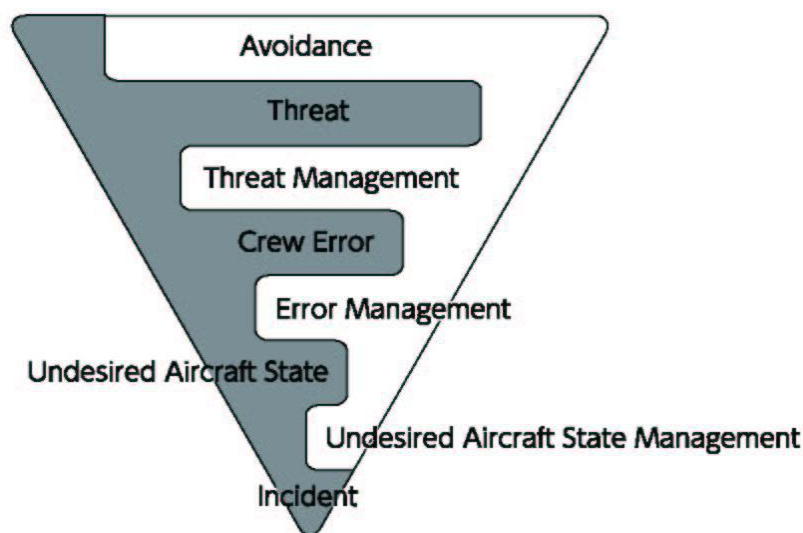 Avoidance
Threat
Threat Management
Crew Error
Error Management
Undesired Aircraft State
Undesired Aircraft State Management
Incident